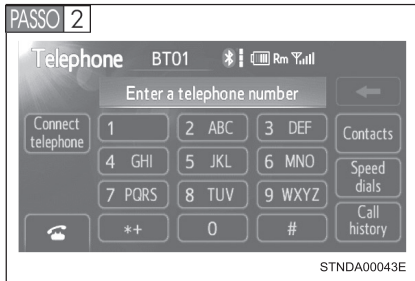 PASSO 2
Telephone BT01 Rm
Enter a telephone number
Connect telephone
1
2 ABC
3 DEF
Contacts
4 GHI
5 JKL
6 MNO
Speed dials
7 PQRS
8 TUV
9 WXYZ
Call history
*+
0
#
STNDA00043E